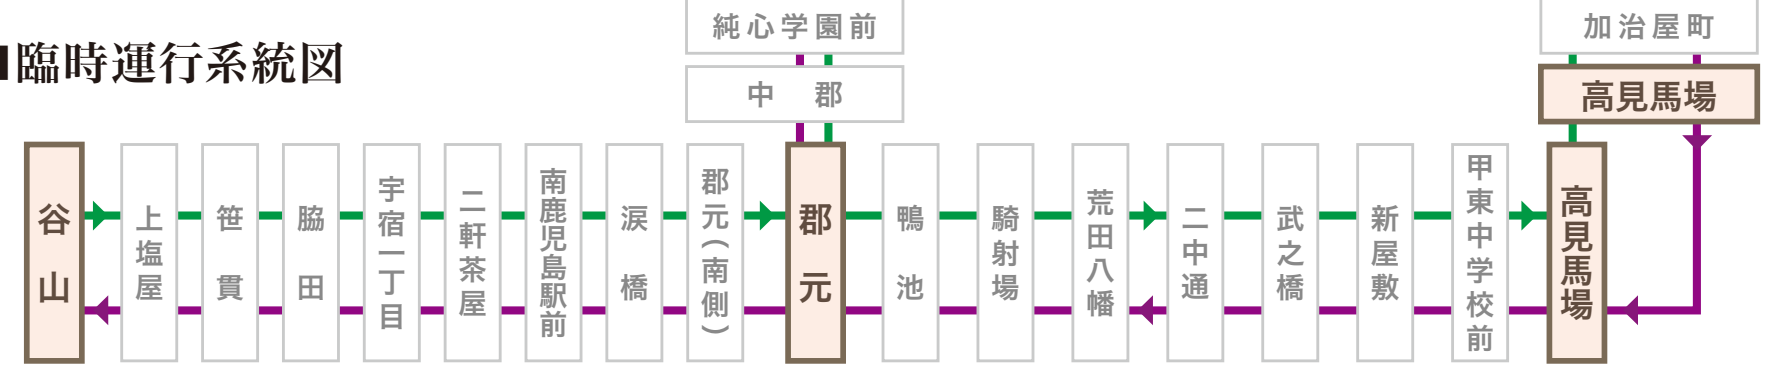 臨時運行系統図
純心学園前
中郡
加治屋町
高見馬場
谷山
上塩屋
笹貫
脇田
宇宿一丁目
二軒茶屋
南鹿児島駅前
涙橋
郡元(南側)
郡元
鴨池
騎射場
荒田八幡
二中通
武之橋
新屋敷
甲東中学校前
高見馬場